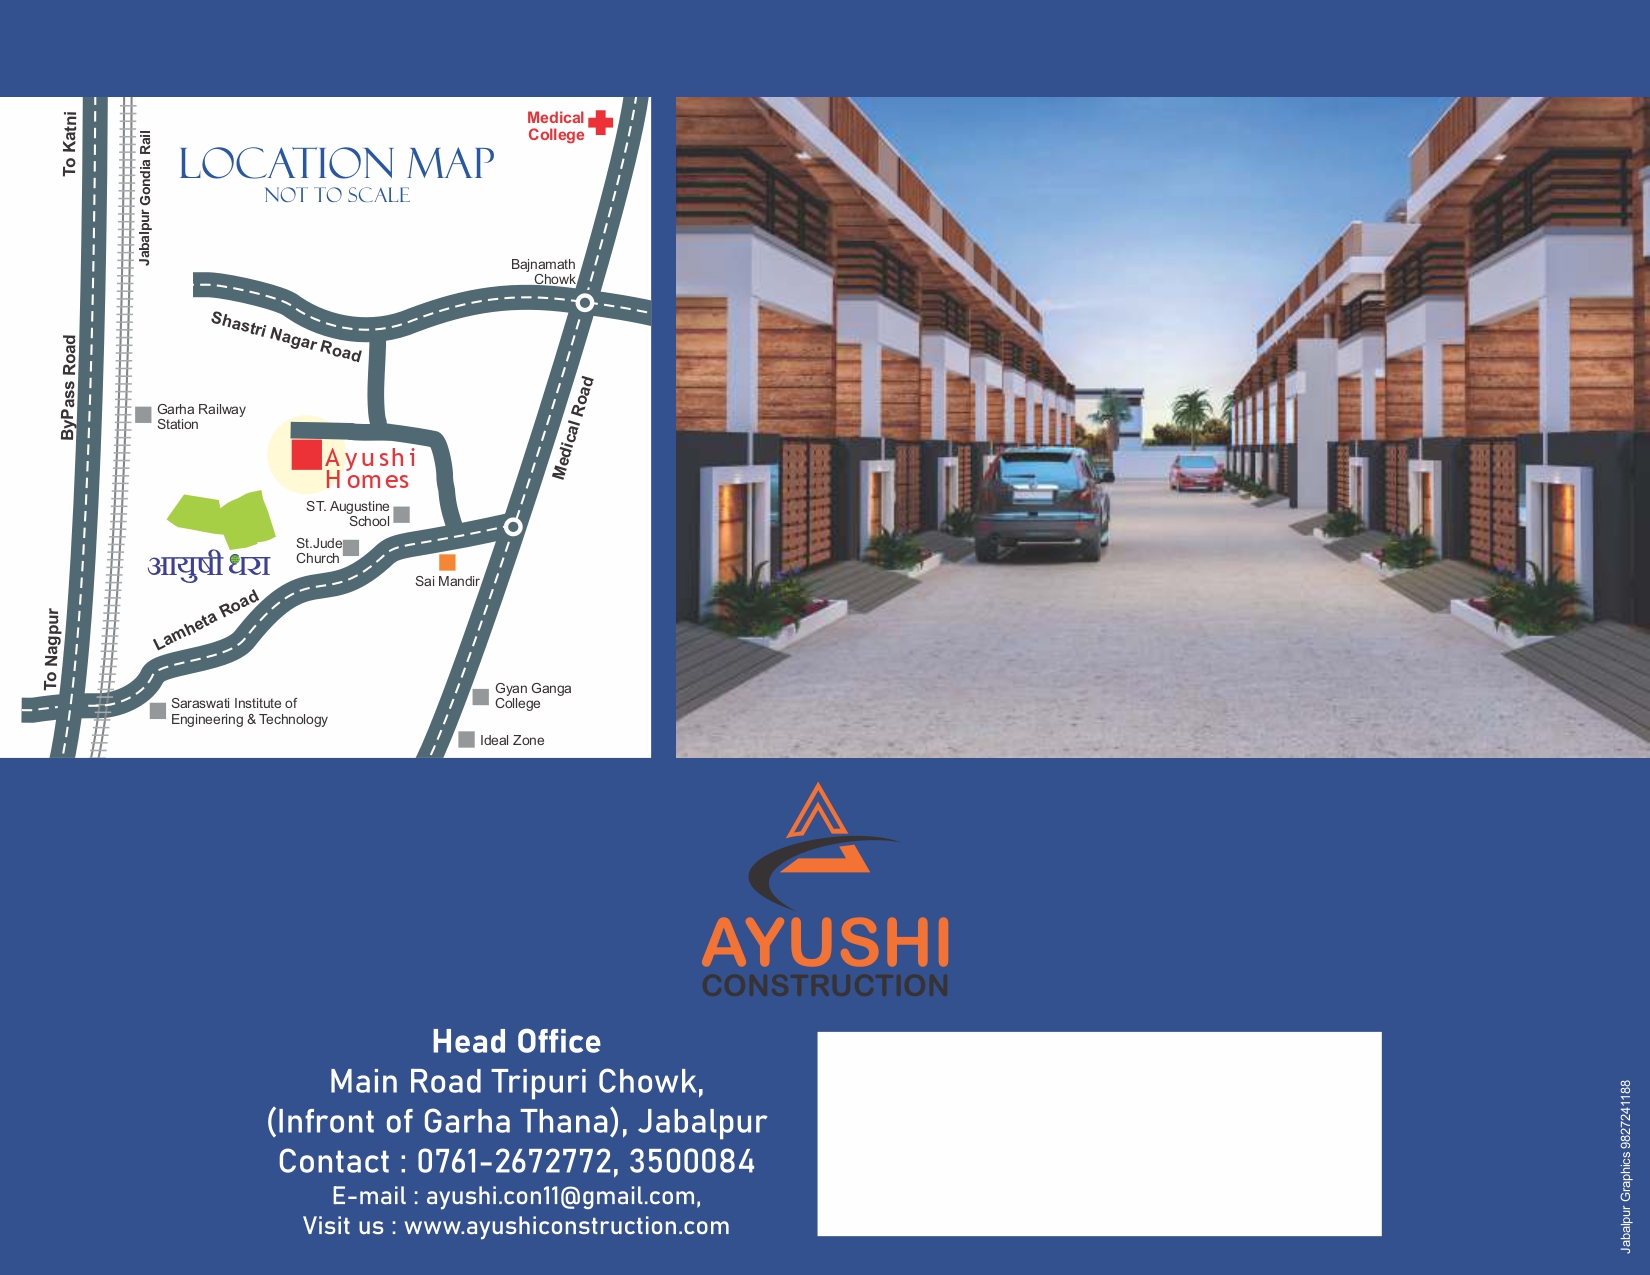 To Katni
Jabalpur Gondia Rail
LOCATION MAP
NOT TO SCALE
Medical
College
Bajnamath
Chowk
Shastri Nagar Road
ByPass Road
Medical Road
Garha Railway
Station
Ayushi
Homes
ST. Augustine
School
St.Jude
Church
Sai Mandir
आयुषी धरा
Lamheta Road
To Nagpur
Saraswati Institute of
Engineering & Technology
Gyan Ganga
College
Ideal Zone
AYUSHI
CONSTRUCTION
Head Office
Main Road Tripuri Chowk,
(Infront of Garha Thana), Jabalpur
Contact : 0761-2672772, 3500084
E-mail : ayushi.con11@gmail.com,
Visit us : www.ayushiconstruction.com
Jabalpur Graphics 9827241188